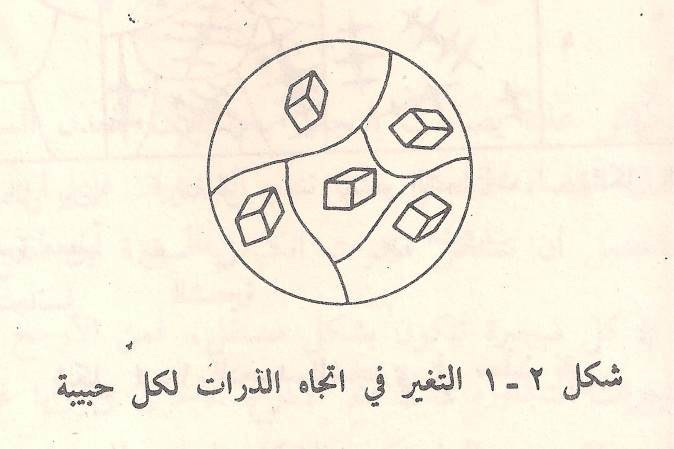 شكل ٢ - ١ التغير في اتجاه الذرات لكل حبيبة